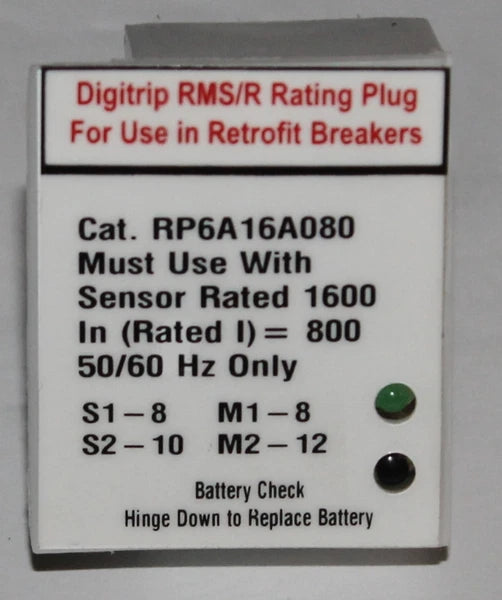 Digitrip RMS/R Rating Plug
For Use in Retrofit Breakers
Cat. RP6A16A080
Must Use With
Sensor Rated 1600
In (Rated I) = 800
50/60 Hz Only
S1–8 M1–8
S2–10 M2–12
Battery Check
Hinge Down to Replace Battery